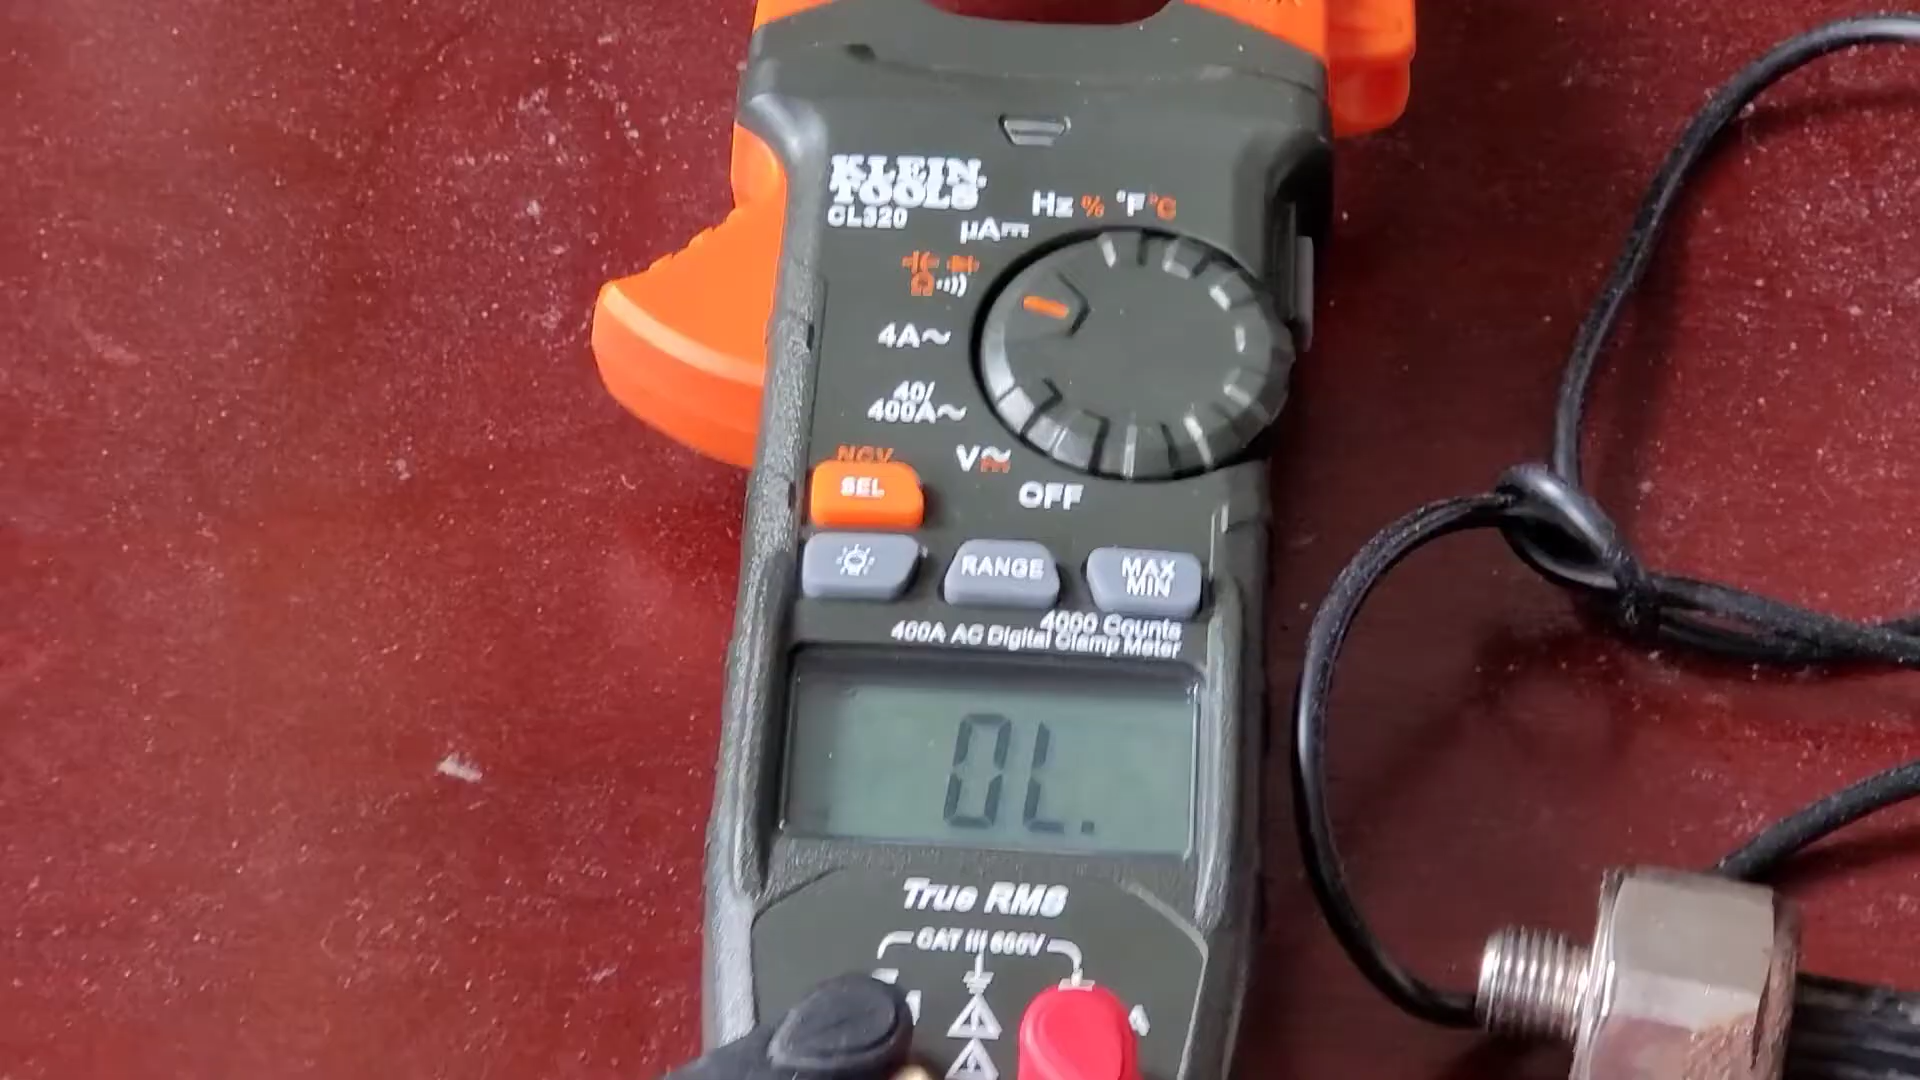 KLEIN
TOOLS
CL320
Hz % °F °C
µA
Ω
4A~
40/
400A~
NCV
V
SEL
OFF
RANGE
MAX
MIN
4000 Counts
400A AC Digital Clamp Meter
0L.
True RMS
CAT III 600V